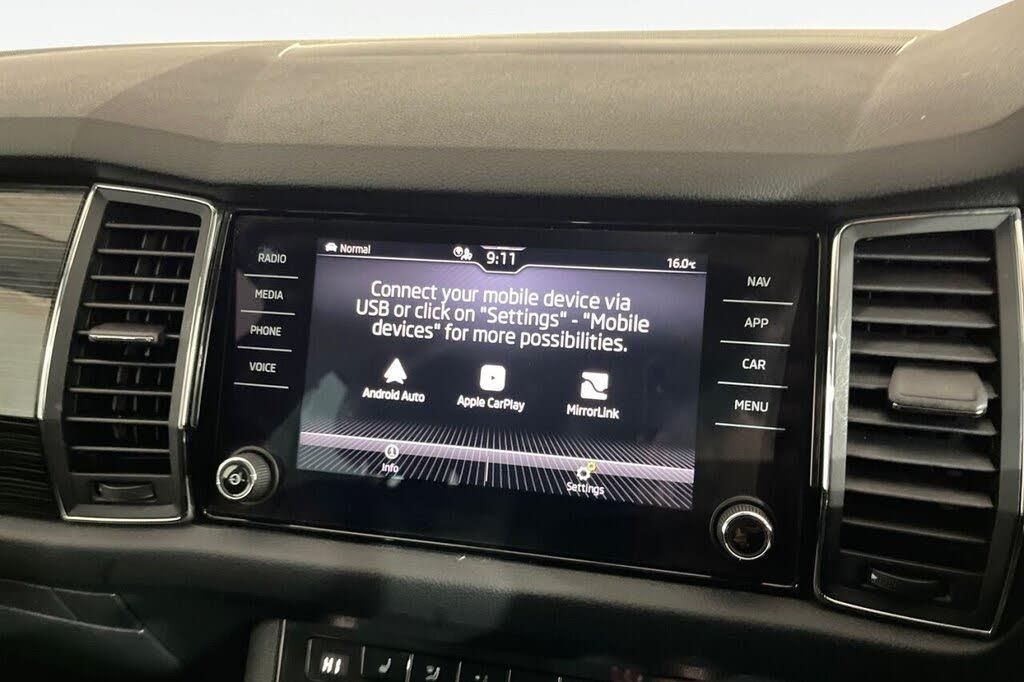 RADIO
MEDIA
PHONE
VOICE
Normal
9:11
16.0°C
Connect your mobile device via
USB or click on "Settings" - "Mobile
devices" for more possibilities.
Android Auto
Apple CarPlay
MirrorLink
Info
Settings
NAV
APP
CAR
MENU
HI